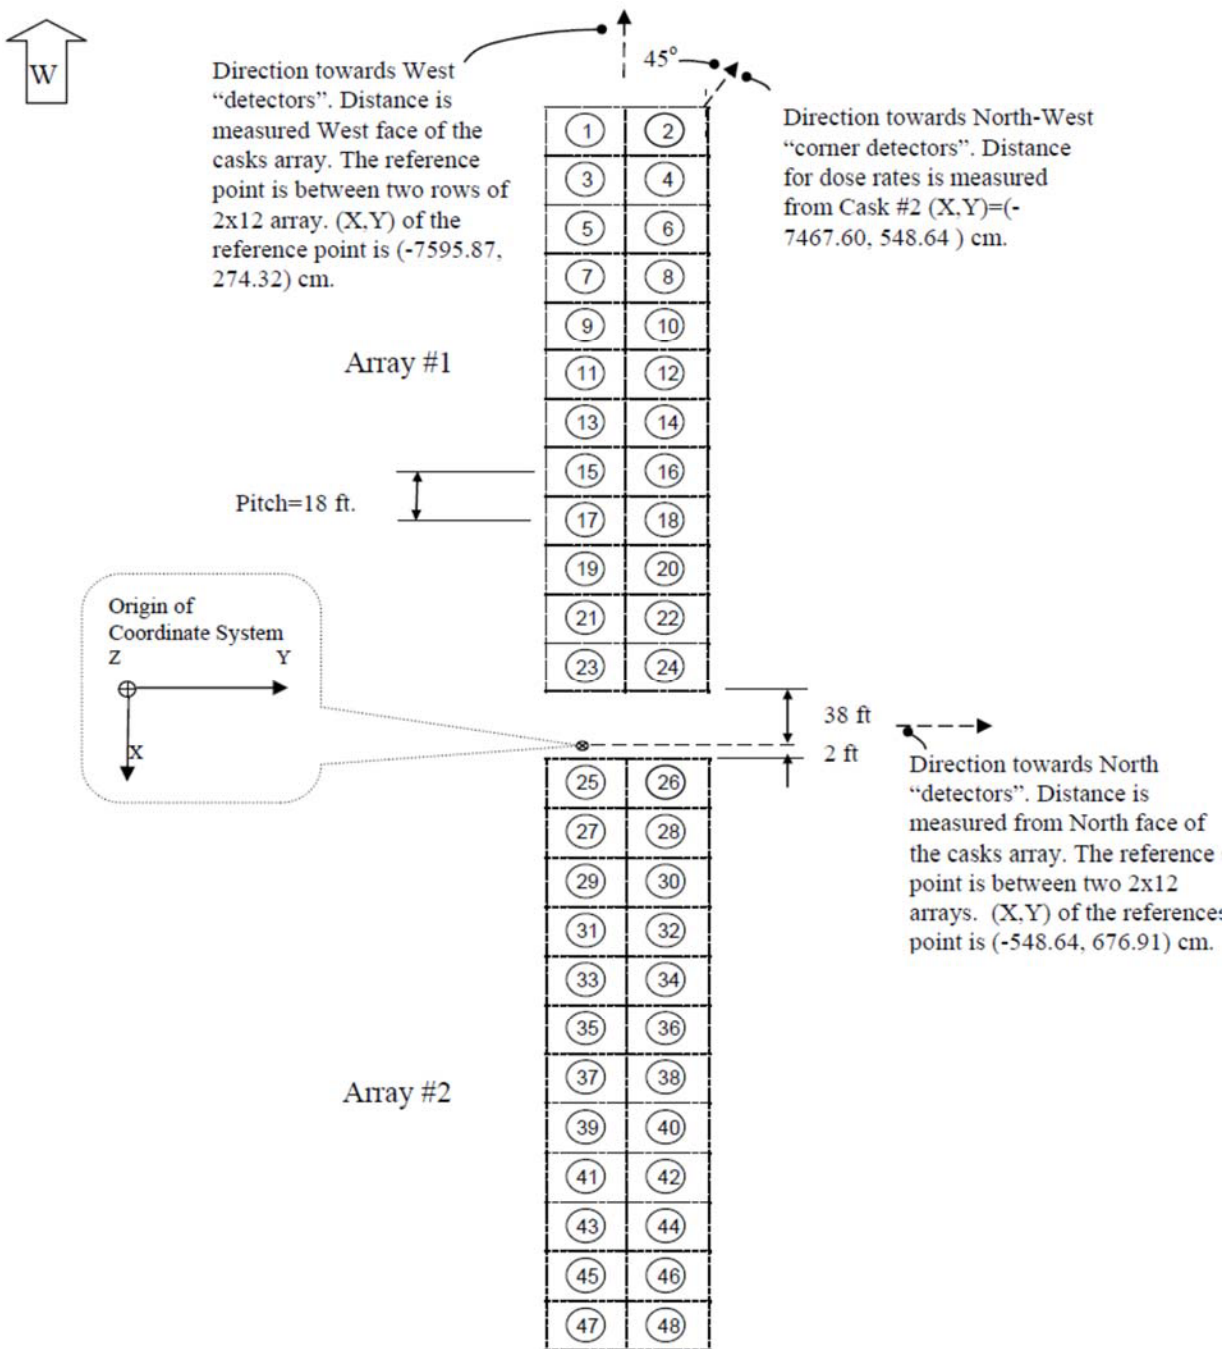 W
Direction towards West
“detectors”. Distance is
measured West face of the
casks array. The reference
point is between two rows of
2x12 array. (X,Y) of the
reference point is (-7595.87,
274.32) cm.
45°
Direction towards North-West
“corner detectors”. Distance
for dose rates is measured
from Cask #2 (X,Y)=(-
7467.60, 548.64 ) cm.
1 2
3 4
5 6
7 8
9 10
Array #1
11 12
13 14
15 16
Pitch=18 ft.
17 18
19 20
21 22
23 24
Origin of
Coordinate System
Z Y
X
38 ft
2 ft
Direction towards North
“detectors”. Distance is
measured from North face of
the casks array. The reference
point is between two 2x12
arrays. (X,Y) of the references
point is (-548.64, 676.91) cm.
25 26
27 28
29 30
31 32
33 34
35 36
Array #2
37 38
39 40
41 42
43 44
45 46
47 48